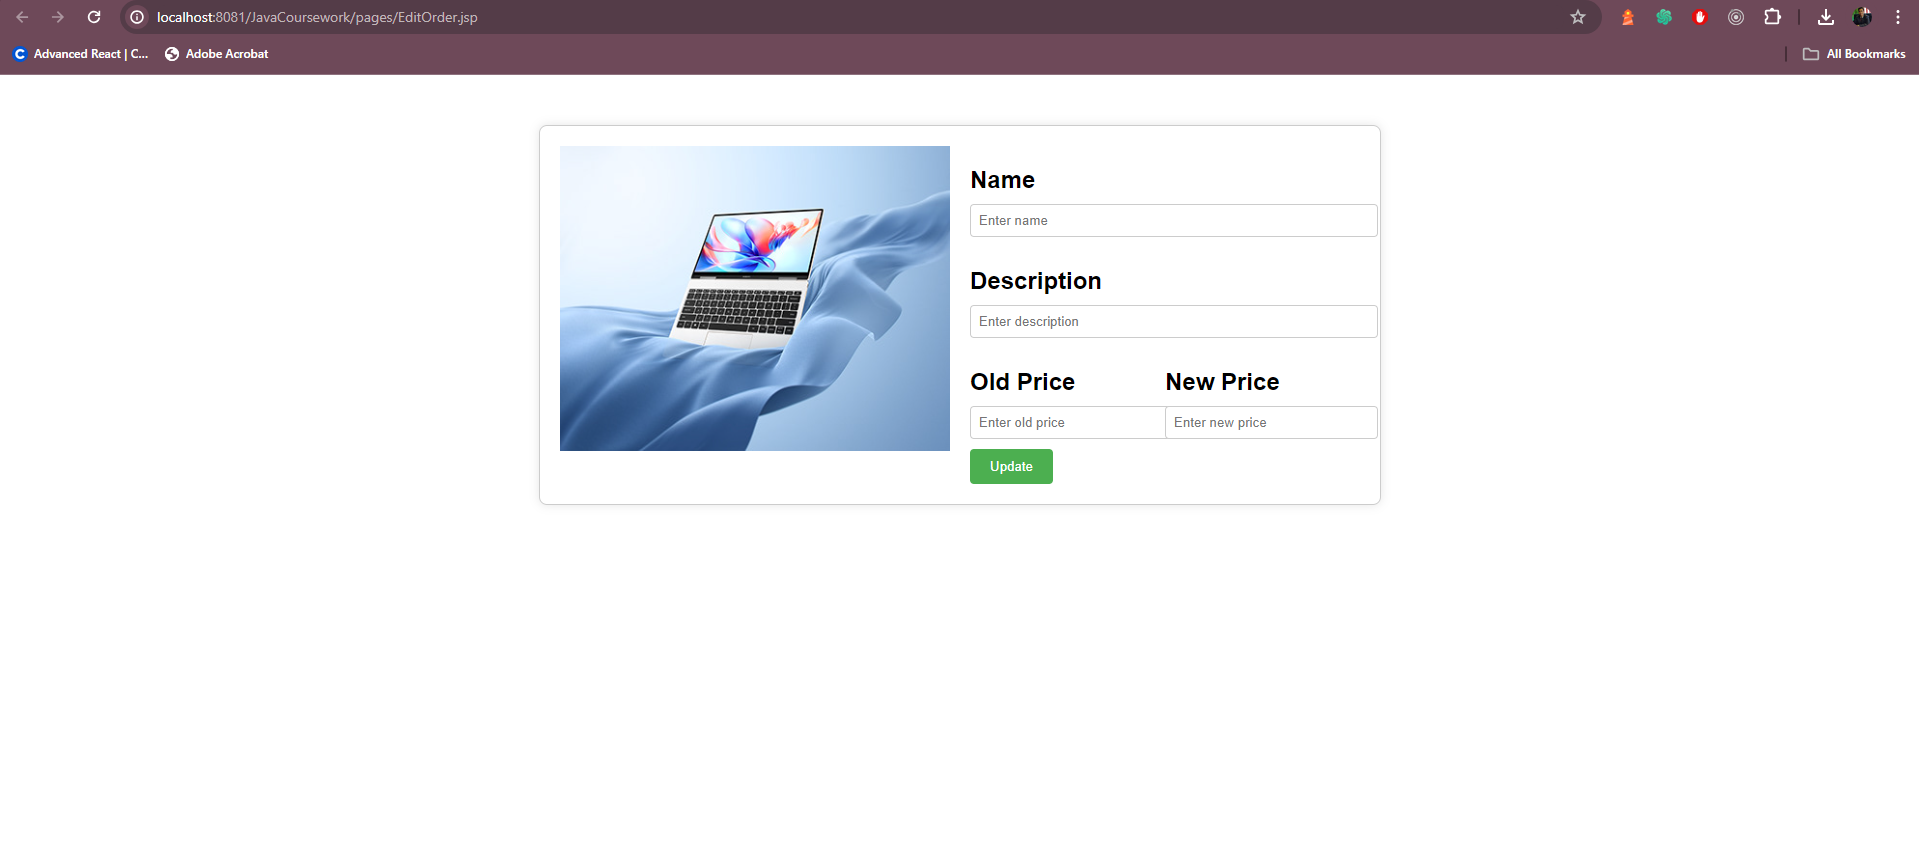 localhost:8081/JavaCoursework/pages/EditOrder.jsp
Advanced React | C... Adobe Acrobat All Bookmarks
Name
Enter name
Description
Enter description
Old Price New Price
Enter old price Enter new price
Update